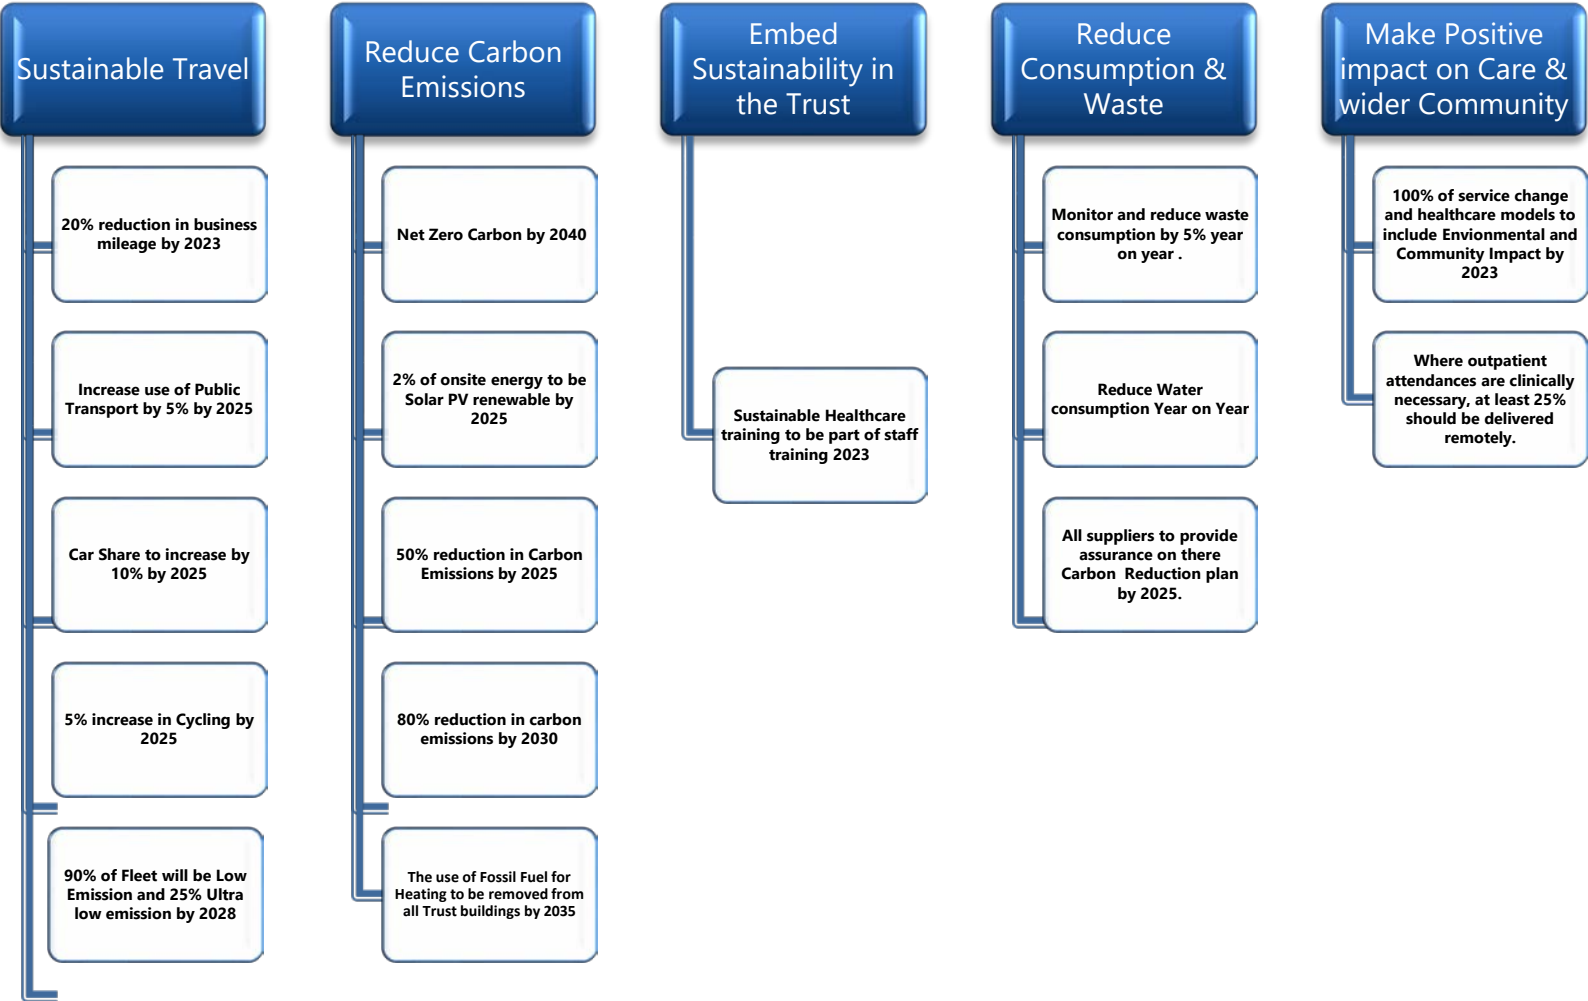 Sustainable Travel
20% reduction in business
mileage by 2023
Increase use of Public
Transport by 5% by 2025
Car Share to increase by
10% by 2025
5% increase in Cycling by
2025
90% of Fleet will be Low
Emission and 25% Ultra
low emission by 2028
Reduce Carbon
Emissions
Net Zero Carbon by 2040
2% of onsite energy to be
Solar PV renewable by
2025
50% reduction in Carbon
Emissions by 2025
80% reduction in carbon
emissions by 2030
The use of Fossil Fuel for
Heating to be removed from
all Trust buildings by 2035
Embed
Sustainability in
the Trust
Sustainable Healthcare
training to be part of staff
training 2023
Reduce
Consumption &
Waste
Monitor and reduce waste
consumption by 5% year
on year .
Reduce Water
consumption Year on Year
All suppliers to provide
assurance on there
Carbon  Reduction plan
by 2025.
Make Positive
impact on Care &
wider Community
100% of service change
and healthcare models to
include Envionmental and
Community Impact by
2023
Where outpatient
attendances are clinically
necessary, at least 25%
should be delivered
remotely.